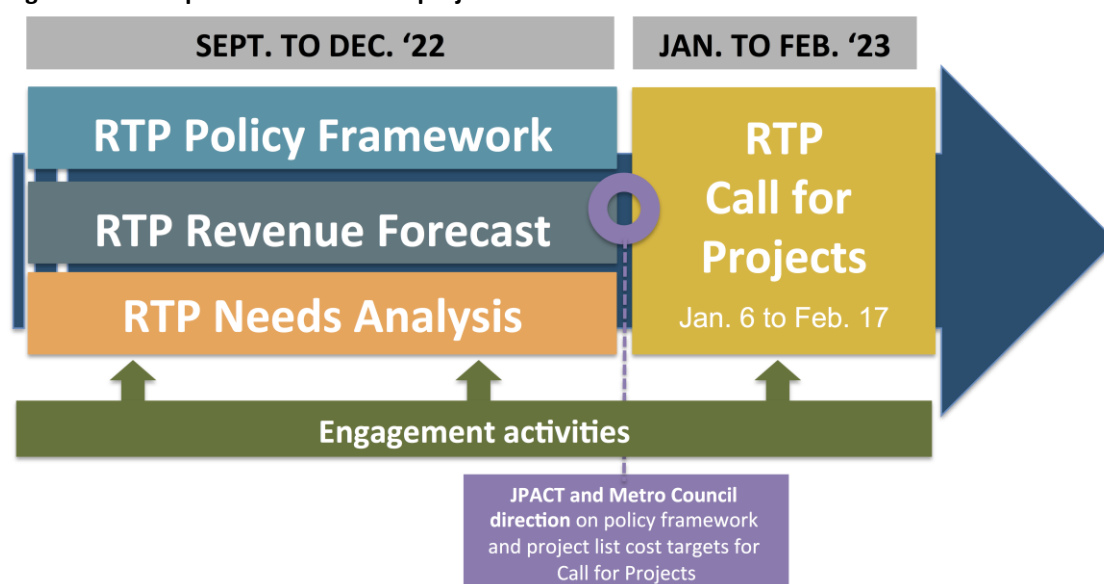 SEPT. TO DEC. ‘22
JAN. TO FEB. ‘23
RTP Policy Framework
RTP Revenue Forecast
RTP Needs Analysis
RTP
Call for
Projects
Jan. 6 to Feb. 17
Engagement activities
JPACT and Metro Council
direction on policy framework
and project list cost targets for
Call for Projects